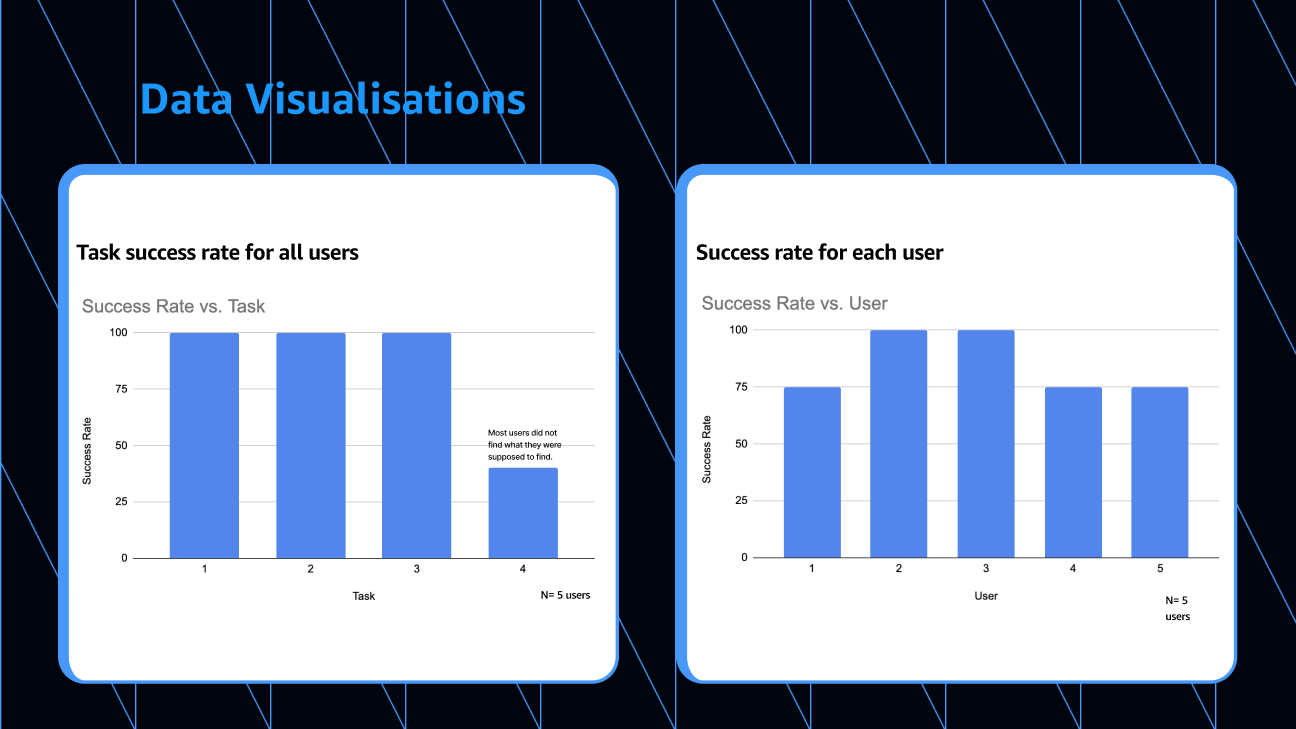 Data Visualisations
Task success rate for all users
Success Rate vs. Task
100
75
50
25
0
Success Rate
Most users did not
find what they were
supposed to find.
1 2 3 4
Task
N= 5 users
Success rate for each user
Success Rate vs. User
100
75
50
25
0
Success Rate
1 2 3 4 5
User
N= 5
users